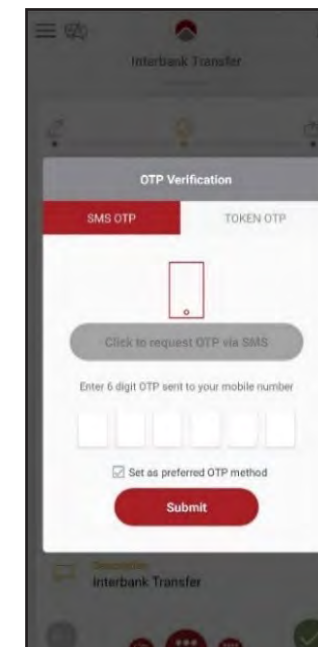 Interbank Transfer
OTP Verification
SMS OTP
TOKEN OTP
Click to request OTP via SMS
Enter 6 digit OTP sent to your mobile number
Set as preferred OTP method
Submit
Description
Interbank Transfer